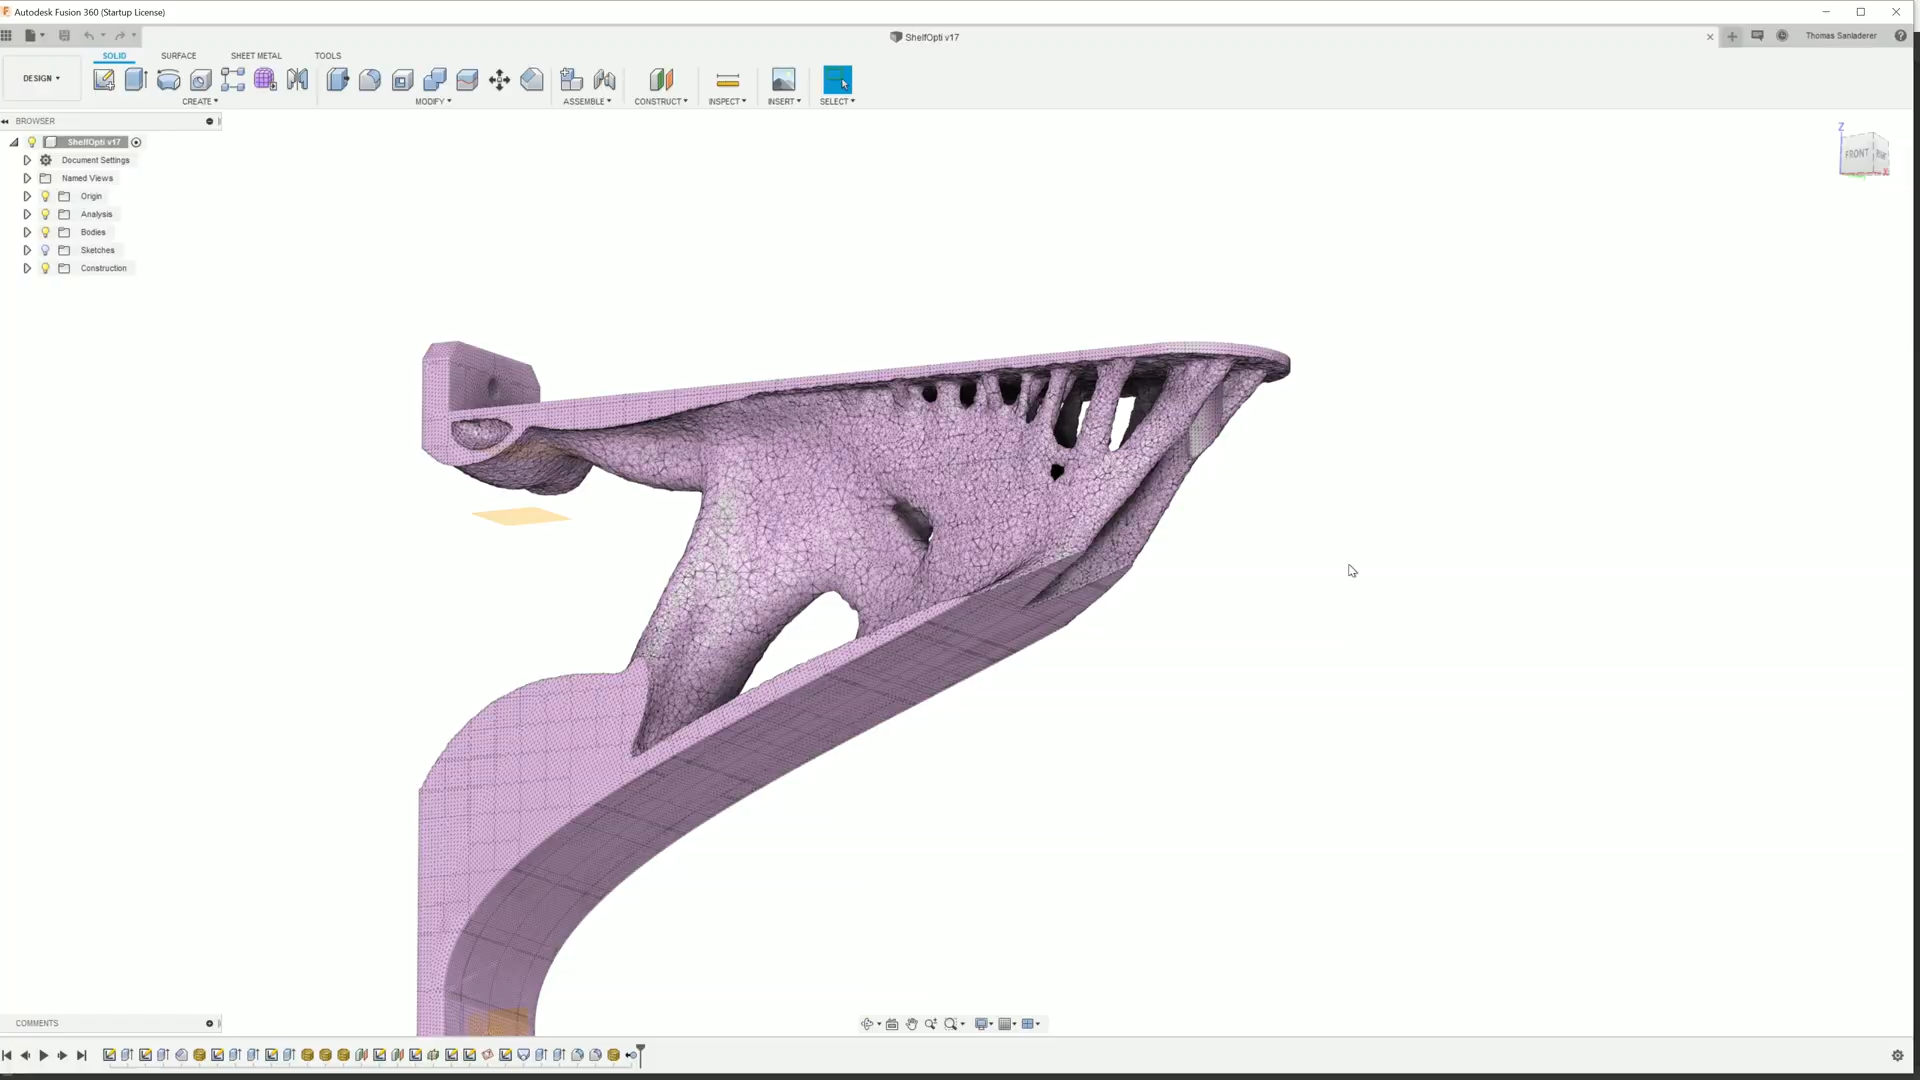 Autodesk Fusion 360 (Startup License)
ShelfOpti v17
Thomas Sanladerer
SOLID SURFACE SHEET METAL TOOLS
DESIGN
CREATE MODIFY ASSEMBLE CONSTRUCT INSPECT INSERT SELECT
BROWSER
ShelfOpti v17
Document Settings
Named Views
Origin
Analysis
Bodies
Sketches
Construction
Z
FRONT
X
COMMENTS